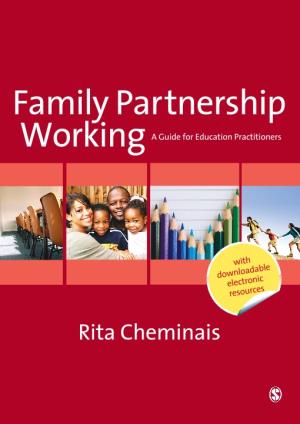 Family Partnership
Working A Guide for Education Practitioners
with
downloadable
electronic
resources
Rita Cheminais
S